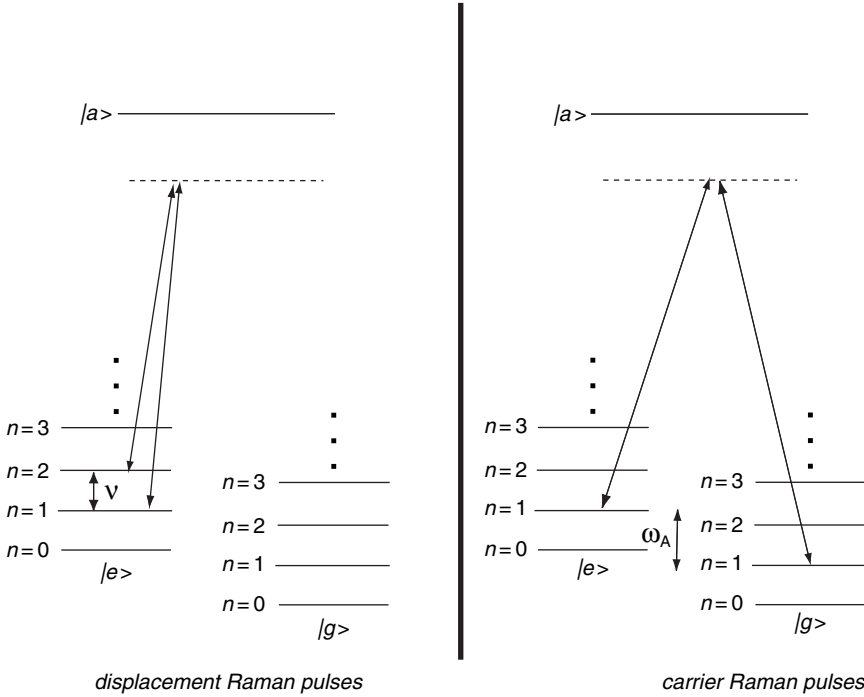 |a>
n=3
n=2
ν
n=1
n=0
|e>
n=3
n=2
n=1
n=0
|g>
displacement Raman pulses
|a>
n=3
n=2
n=1
n=0
|e>
ω_A
n=3
n=2
n=1
n=0
|g>
carrier Raman pulses